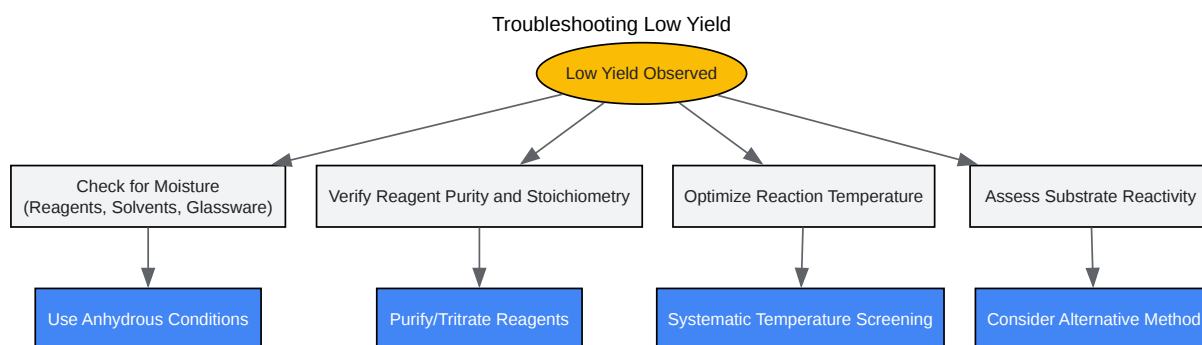 Troubleshooting Low Yield
Low Yield Observed
Check for Moisture
(Reagents, Solvents, Glassware)
Verify Reagent Purity and Stoichiometry
Optimize Reaction Temperature
Assess Substrate Reactivity
Use Anhydrous Conditions
Purify/Tritrate Reagents
Systematic Temperature Screening
Consider Alternative Method